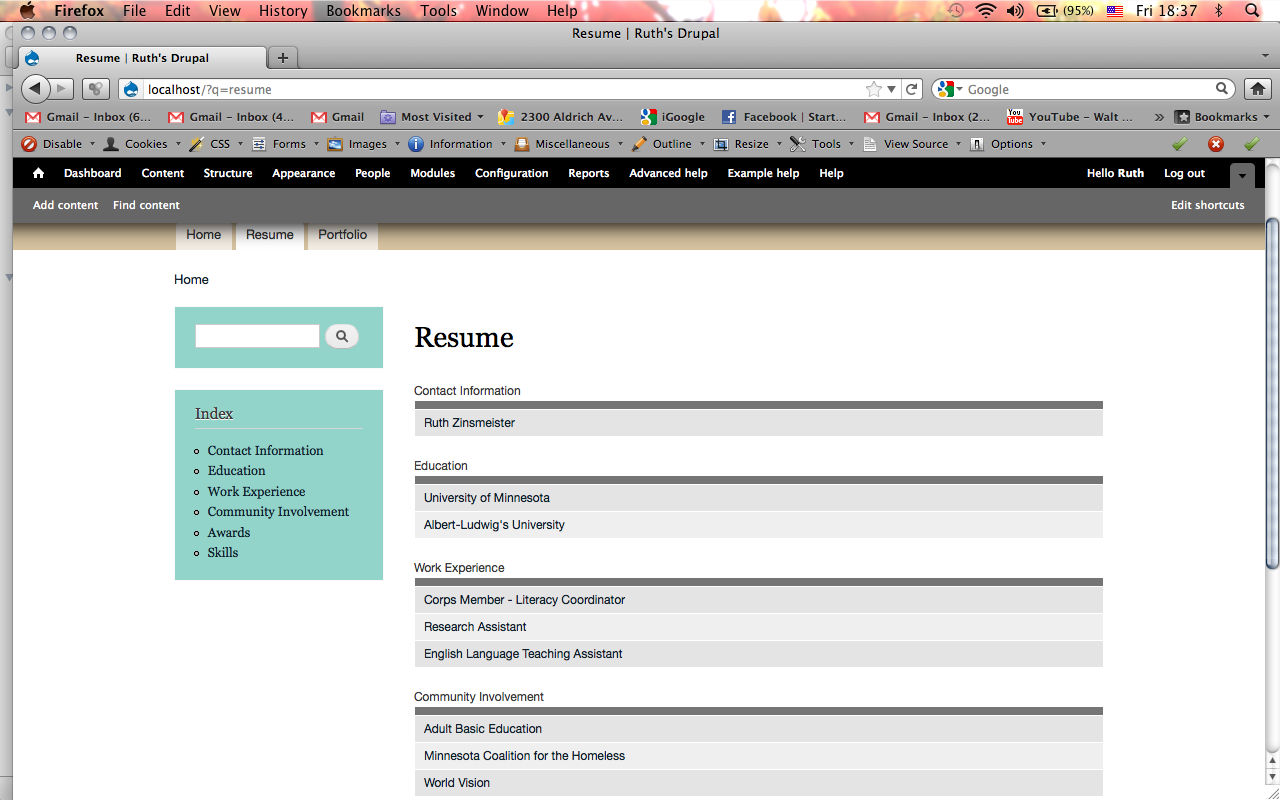 Firefox File Edit View History Bookmarks Tools Window Help (95%) Fri 18:37
Resume | Ruth's Drupal
Resume | Ruth's Drupal +
localhost/?q=resume Google
Gmail – Inbox (6... Gmail – Inbox (4... Gmail Most Visited 2300 Aldrich Av... iGoogle Facebook | Start... Gmail – Inbox (2... You Tube YouTube – Walt ... » Bookmarks
Disable Cookies CSS Forms Images Information Miscellaneous Outline Resize Tools View Source Options
Dashboard Content Structure Appearance People Modules Configuration Reports Advanced help Example help Help Hello Ruth Log out
Add content Find content Edit shortcuts
Home Resume Portfolio
Home
Index
Contact Information
Education
Work Experience
Community Involvement
Awards
Skills
Resume
Contact Information
Ruth Zinsmeister
Education
University of Minnesota
Albert-Ludwig's University
Work Experience
Corps Member - Literacy Coordinator
Research Assistant
English Language Teaching Assistant
Community Involvement
Adult Basic Education
Minnesota Coalition for the Homeless
World Vision